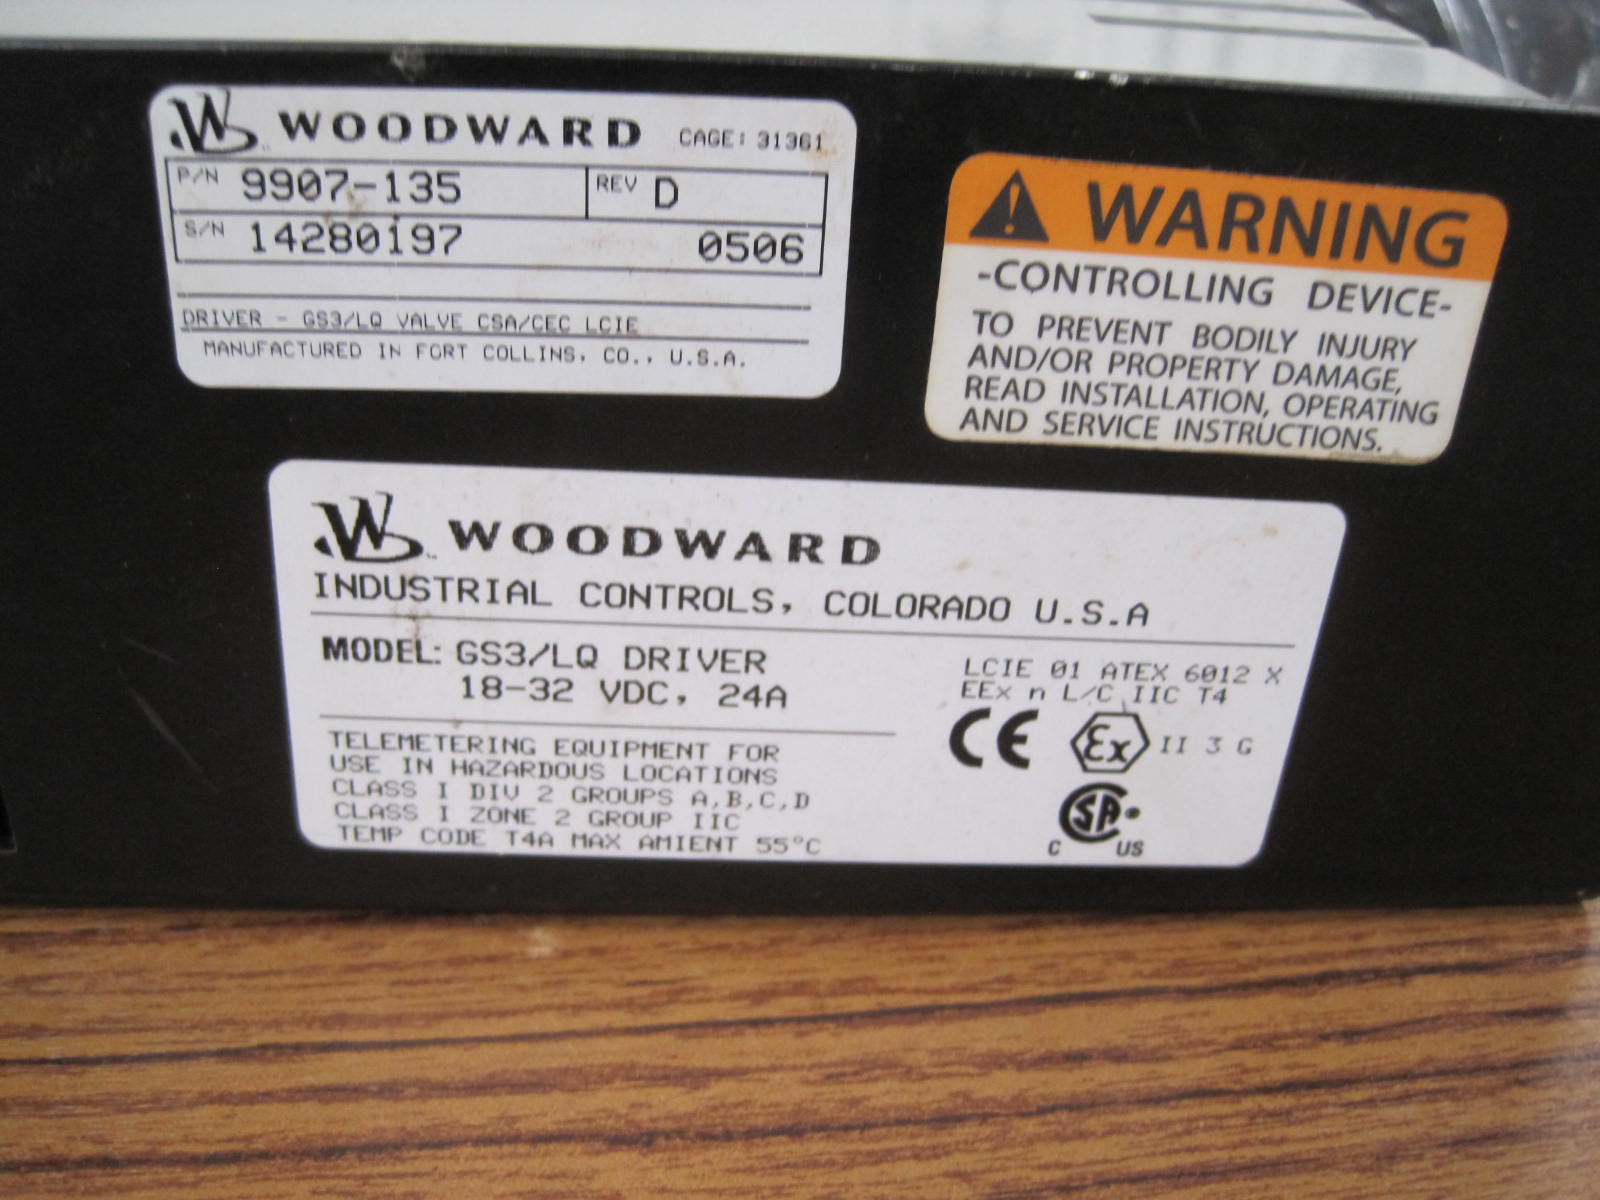 WOODWARD CAGE: 31361
P/N 9907-135 REV D
S/N 14280197 0506
DRIVER - GS3/LQ VALVE CSA/CEC LCIE
MANUFACTURED IN FORT COLLINS, CO., U.S.A.
WARNING
-CONTROLLING DEVICE-
TO PREVENT BODILY INJURY
AND/OR PROPERTY DAMAGE,
READ INSTALLATION, OPERATING
AND SERVICE INSTRUCTIONS.
WOODWARD
INDUSTRIAL CONTROLS, COLORADO U.S.A
MODEL: GS3/LQ DRIVER
18-32 VDC, 24A
TELEMETERING EQUIPMENT FOR
USE IN HAZARDOUS LOCATIONS
CLASS I DIV 2 GROUPS A,B,C,D
CLASS I ZONE 2 GROUP IIC
TEMP CODE T4A MAX AMIENT 55°C
LCIE 01 ATEX 6012 X
EEx n L/C IIC T4
CE Ex II 3 G
SA
C US